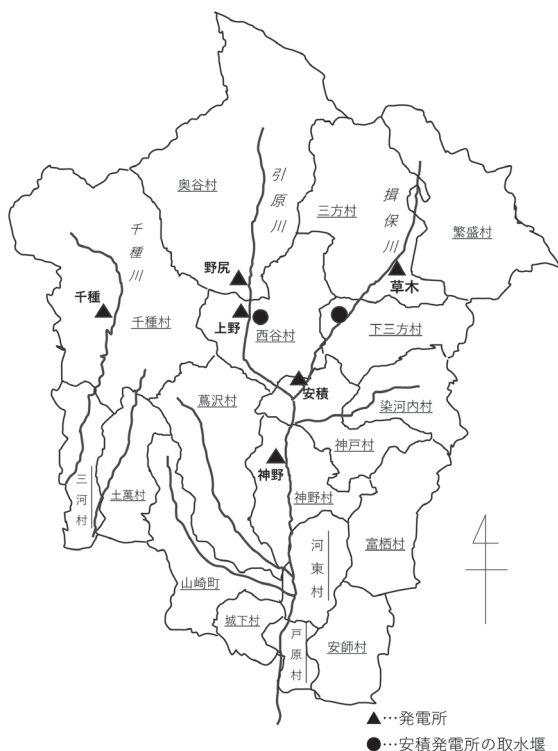 奥谷村
引原川
三方村
揖保川
繁盛村
千種川
野尻
草木
千種
千種村
上野
西谷村
下三方村
安積
蔦沢村
染河内村
神戸村
神野
三河村
土萬村
神野村
河東村
富栖村
山崎町
城下村
戸原村
安師村
▲…発電所
●…安積発電所の取水堰